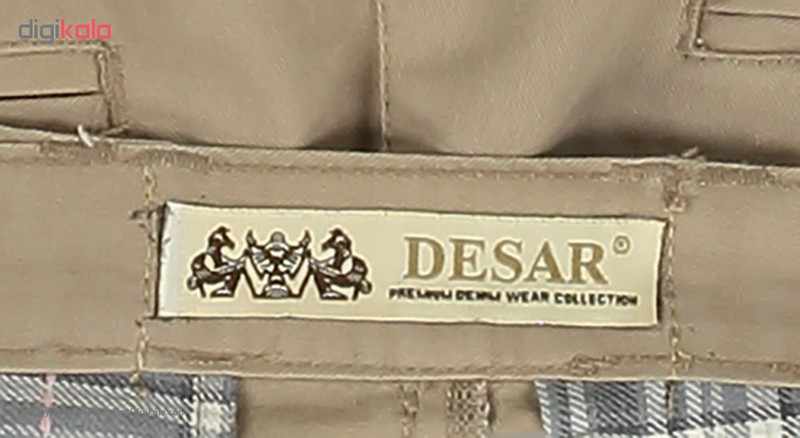 digikala
DESAR®
PREMIUM DENIM WEAR COLLECTION